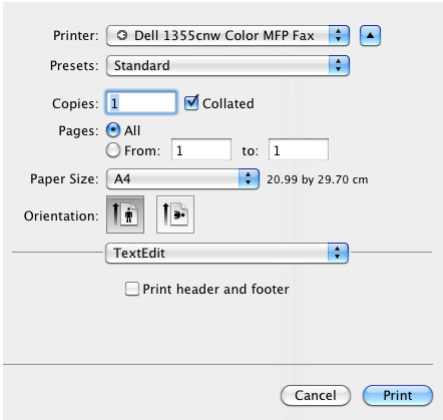 Printer: Dell 1355cnw Color MFP Fax
Presets: Standard
Copies: 1 Collated
Pages: All
From: 1 to: 1
Paper Size: A4 20.99 by 29.70 cm
Orientation:
TextEdit
Print header and footer
Cancel Print